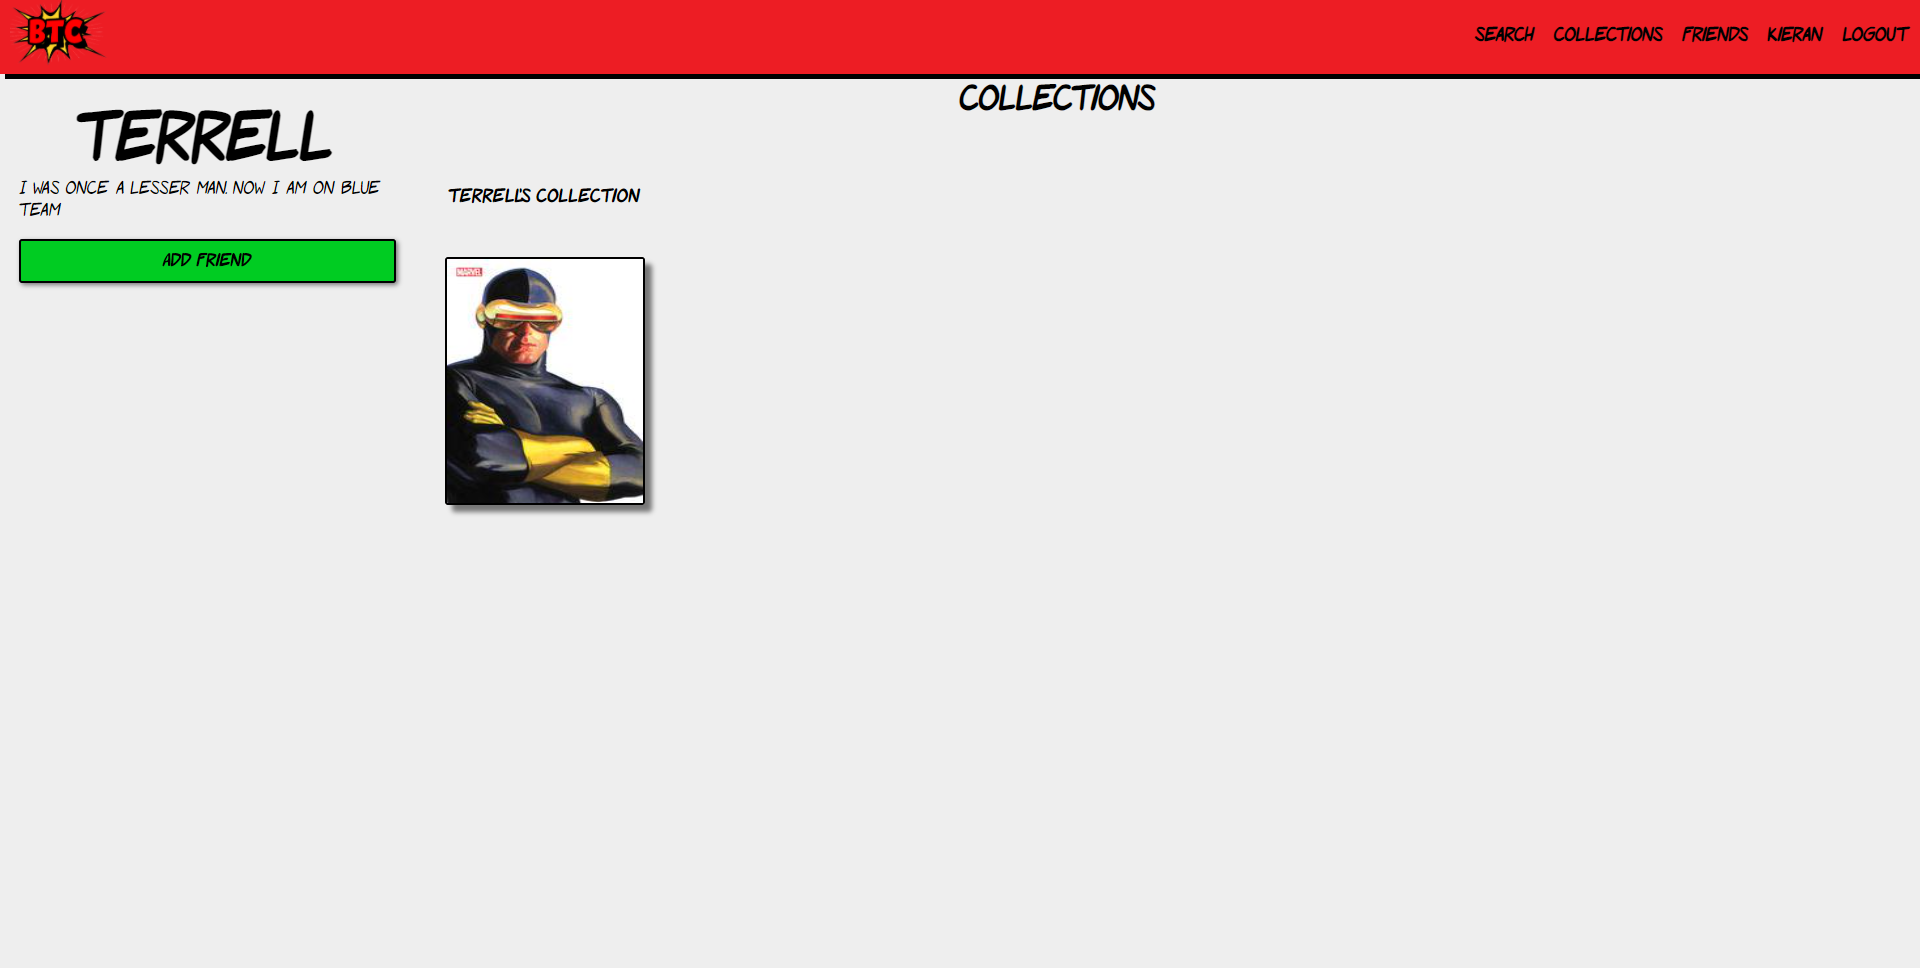 BTC
SEARCH COLLECTIONS FRIENDS KIERAN LOGOUT
COLLECTIONS
TERRELL
I WAS ONCE A LESSER MAN. NOW I AM ON BLUE
TEAM
ADD FRIEND
TERRELL'S COLLECTION
MARVEL